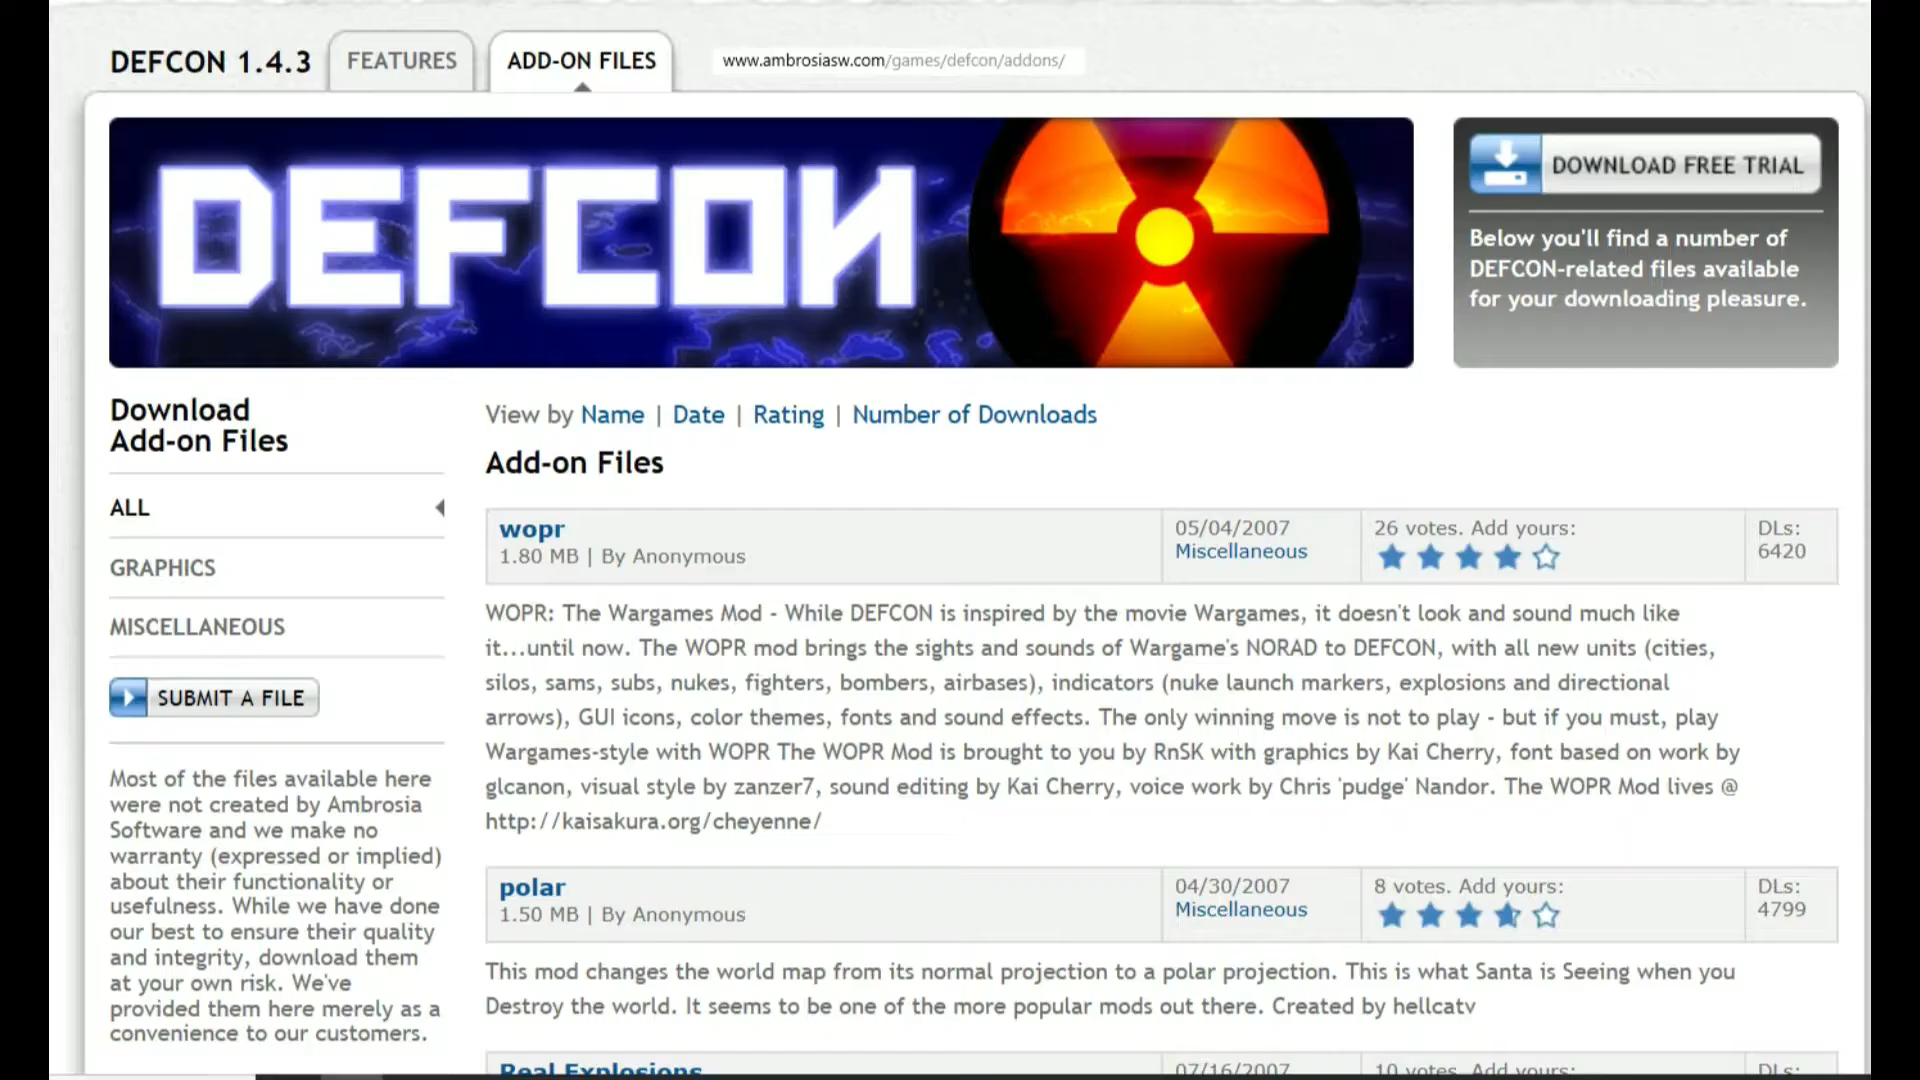 DEFCON 1.4.3
FEATURES
ADD-ON FILES
www.ambrosiasw.com/games/defcon/addons/
DEFCON
DOWNLOAD FREE TRIAL
Below you'll find a number of
DEFCON-related files available
for your downloading pleasure.
Download
Add-on Files
ALL
GRAPHICS
MISCELLANEOUS
SUBMIT A FILE
Most of the files available here
were not created by Ambrosia
Software and we make no
warranty (expressed or implied)
about their functionality or
usefulness. While we have done
our best to ensure their quality
and integrity, download them
at your own risk. We've
provided them here merely as a
convenience to our customers.
View by Name | Date | Rating | Number of Downloads
Add-on Files
wopr
1.80 MB | By Anonymous
05/04/2007
Miscellaneous
26 votes. Add yours:
DLs:
6420
WOPR: The Wargames Mod - While DEFCON is inspired by the movie Wargames, it doesn't look and sound much like
it...until now. The WOPR mod brings the sights and sounds of Wargame's NORAD to DEFCON, with all new units (cities,
silos, sams, subs, nukes, fighters, bombers, airbases), indicators (nuke launch markers, explosions and directional
arrows), GUI icons, color themes, fonts and sound effects. The only winning move is not to play - but if you must, play
Wargames-style with WOPR The WOPR Mod is brought to you by RnSK with graphics by Kai Cherry, font based on work by
glcanon, visual style by zanzer7, sound editing by Kai Cherry, voice work by Chris 'pudge' Nandor. The WOPR Mod lives @
http://kaisakura.org/cheyenne/
polar
1.50 MB | By Anonymous
04/30/2007
Miscellaneous
8 votes. Add yours:
DLs:
4799
This mod changes the world map from its normal projection to a polar projection. This is what Santa is Seeing when you
Destroy the world. It seems to be one of the more popular mods out there. Created by hellcatv
Real Explosions
07/16/2007
10 votes. Add yours:
DLs: